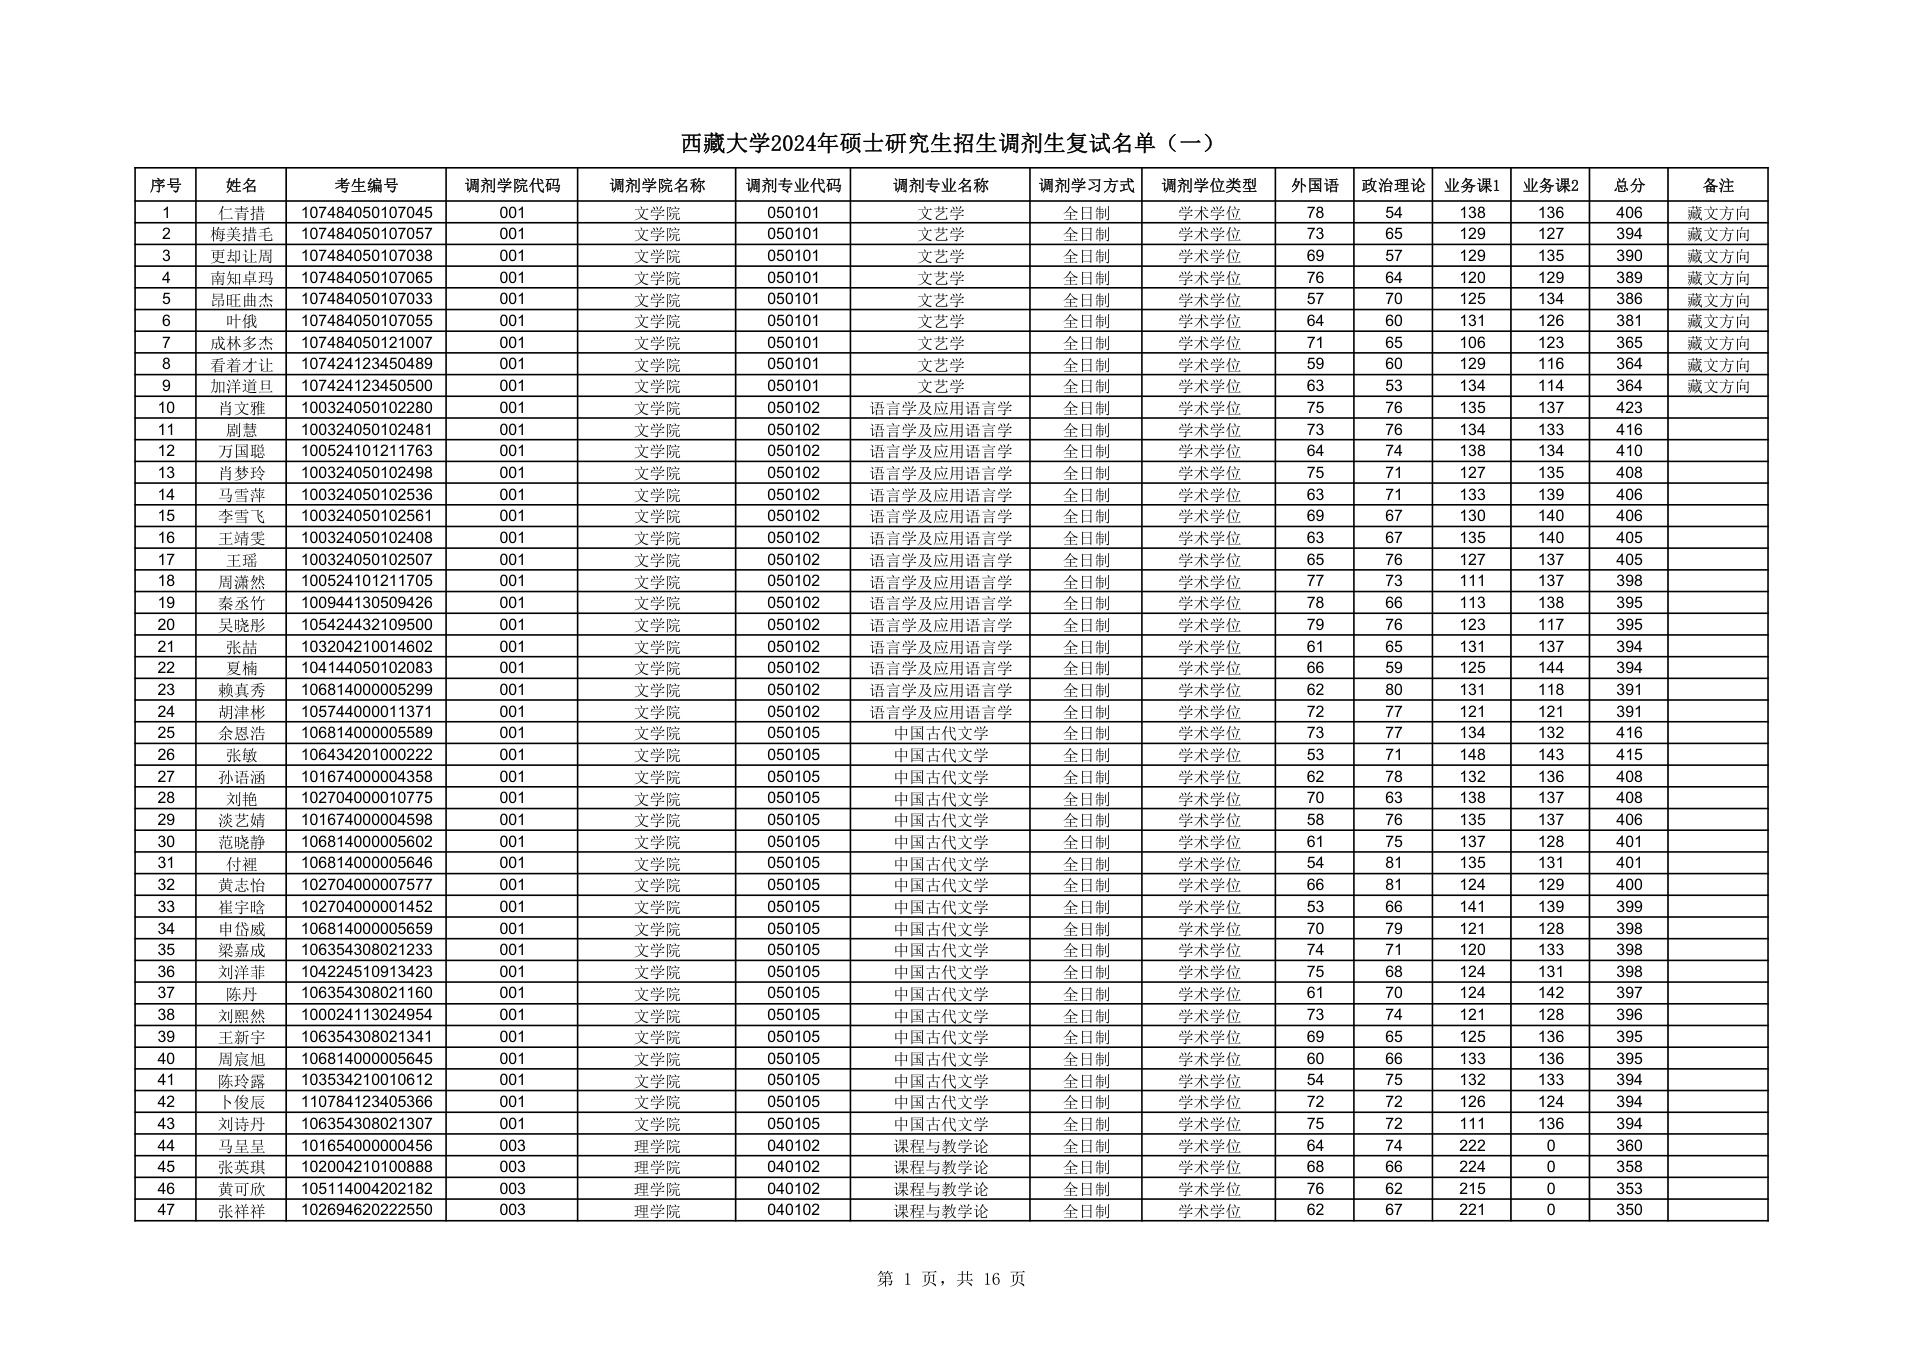 西藏大学2024年硕士研究生招生调剂生复试名单（一）
序号 姓名 考生编号 调剂学院代码 调剂学院名称 调剂专业代码 调剂专业名称 调剂学习方式 调剂学位类型 外国语 政治理论 业务课1 业务课2 总分 备注
1 仁青措 107484050107045 001 文学院 050101 文艺学 全日制 学术学位 78 54 138 136 406 藏文方向
2 梅美措毛 107484050107057 001 文学院 050101 文艺学 全日制 学术学位 73 65 129 127 394 藏文方向
3 更却让周 107484050107038 001 文学院 050101 文艺学 全日制 学术学位 69 57 129 135 390 藏文方向
4 南知卓玛 107484050107065 001 文学院 050101 文艺学 全日制 学术学位 76 64 120 129 389 藏文方向
5 昂旺曲杰 107484050107033 001 文学院 050101 文艺学 全日制 学术学位 57 70 125 134 386 藏文方向
6 叶俄 107484050107055 001 文学院 050101 文艺学 全日制 学术学位 64 60 131 126 381 藏文方向
7 成林多杰 107484050121007 001 文学院 050101 文艺学 全日制 学术学位 71 65 106 123 365 藏文方向
8 看着才让 107424123450489 001 文学院 050101 文艺学 全日制 学术学位 59 60 129 116 364 藏文方向
9 加洋道旦 107424123450500 001 文学院 050101 文艺学 全日制 学术学位 63 53 134 114 364 藏文方向
10 肖文雅 100324050102280 001 文学院 050102 语言学及应用语言学 全日制 学术学位 75 76 135 137 423
11 剧慧 100324050102481 001 文学院 050102 语言学及应用语言学 全日制 学术学位 73 76 134 133 416
12 万国聪 100524101211763 001 文学院 050102 语言学及应用语言学 全日制 学术学位 64 74 138 134 410
13 肖梦玲 100324050102498 001 文学院 050102 语言学及应用语言学 全日制 学术学位 75 71 127 135 408
14 马雪萍 100324050102536 001 文学院 050102 语言学及应用语言学 全日制 学术学位 63 71 133 139 406
15 李雪飞 100324050102561 001 文学院 050102 语言学及应用语言学 全日制 学术学位 69 67 130 140 406
16 王靖雯 100324050102408 001 文学院 050102 语言学及应用语言学 全日制 学术学位 63 67 135 140 405
17 王瑶 100324050102507 001 文学院 050102 语言学及应用语言学 全日制 学术学位 65 76 127 137 405
18 周潇然 100524101211705 001 文学院 050102 语言学及应用语言学 全日制 学术学位 77 73 111 137 398
19 秦丞竹 100944130509426 001 文学院 050102 语言学及应用语言学 全日制 学术学位 78 66 113 138 395
20 吴晓彤 105424432109500 001 文学院 050102 语言学及应用语言学 全日制 学术学位 79 76 123 117 395
21 张喆 103204210014602 001 文学院 050102 语言学及应用语言学 全日制 学术学位 61 65 131 137 394
22 夏楠 104144050102083 001 文学院 050102 语言学及应用语言学 全日制 学术学位 66 59 125 144 394
23 赖真秀 106814000005299 001 文学院 050102 语言学及应用语言学 全日制 学术学位 62 80 131 118 391
24 胡津彬 105744000011371 001 文学院 050102 语言学及应用语言学 全日制 学术学位 72 77 121 121 391
25 余恩浩 106814000005589 001 文学院 050105 中国古代文学 全日制 学术学位 73 77 134 132 416
26 张敏 106434201000222 001 文学院 050105 中国古代文学 全日制 学术学位 53 71 148 143 415
27 孙语涵 101674000004358 001 文学院 050105 中国古代文学 全日制 学术学位 62 78 132 136 408
28 刘艳 102704000010775 001 文学院 050105 中国古代文学 全日制 学术学位 70 63 138 137 408
29 淡艺婧 101674000004598 001 文学院 050105 中国古代文学 全日制 学术学位 58 76 135 137 406
30 范晓静 106814000005602 001 文学院 050105 中国古代文学 全日制 学术学位 61 75 137 128 401
31 付裡 106814000005646 001 文学院 050105 中国古代文学 全日制 学术学位 54 81 135 131 401
32 黄志怡 102704000007577 001 文学院 050105 中国古代文学 全日制 学术学位 66 81 124 129 400
33 崔宇晗 102704000001452 001 文学院 050105 中国古代文学 全日制 学术学位 53 66 141 139 399
34 申岱威 106814000005659 001 文学院 050105 中国古代文学 全日制 学术学位 70 79 121 128 398
35 梁嘉成 106354308021233 001 文学院 050105 中国古代文学 全日制 学术学位 74 71 120 133 398
36 刘洋菲 104224510913423 001 文学院 050105 中国古代文学 全日制 学术学位 75 68 124 131 398
37 陈丹 106354308021160 001 文学院 050105 中国古代文学 全日制 学术学位 61 70 124 142 397
38 刘熙然 100024113024954 001 文学院 050105 中国古代文学 全日制 学术学位 73 74 121 128 396
39 王新宇 106354308021341 001 文学院 050105 中国古代文学 全日制 学术学位 69 65 125 136 395
40 周宸旭 106814000005645 001 文学院 050105 中国古代文学 全日制 学术学位 60 66 133 136 395
41 陈玲露 103534210010612 001 文学院 050105 中国古代文学 全日制 学术学位 54 75 132 133 394
42 卜俊辰 110784123405366 001 文学院 050105 中国古代文学 全日制 学术学位 72 72 126 124 394
43 刘诗丹 106354308021307 001 文学院 050105 中国古代文学 全日制 学术学位 75 72 111 136 394
44 马呈呈 101654000000456 003 理学院 040102 课程与教学论 全日制 学术学位 64 74 222 0 360
45 张英琪 102004210100888 003 理学院 040102 课程与教学论 全日制 学术学位 68 66 224 0 358
46 黄可欣 105114004202182 003 理学院 040102 课程与教学论 全日制 学术学位 76 62 215 0 353
47 张祥祥 102694620222550 003 理学院 040102 课程与教学论 全日制 学术学位 62 67 221 0 350
第 1 页，共 16 页